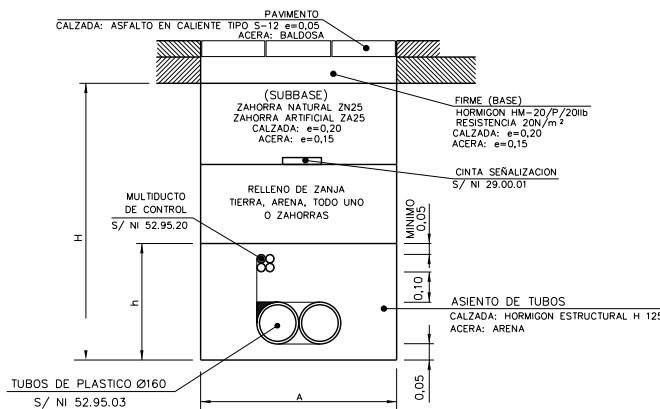 PAVIMENTO
CALZADA: ASFALTO EN CALIENTE TIPO S-12 e=0,05
ACERA: BALDOSA
(SUBBASE)
ZAHORRA NATURAL ZN25
ZAHORRA ARTIFICIAL ZA25
CALZADA: e=0,20
ACERA: e=0,15
FIRME (BASE)
HORMIGON HM-20/P/20IIb
RESISTENCIA 20N/m²
CALZADA: e=0,20
ACERA: e=0,15
CINTA SEÑALIZACION
S/ NI 29.00.01
RELLENO DE ZANJA
TIERRA, ARENA, TODO UNO
O ZAHORRAS
MULTIDUCTO
DE CONTROL
S/ NI 52.95.20
MINIMO
0,05
H
h
0,10
ASIENTO DE TUBOS
CALZADA: HORMIGON ESTRUCTURAL H 125
ACERA: ARENA
TUBOS DE PLASTICO Ø160
S/ NI 52.95.03
A
0,05